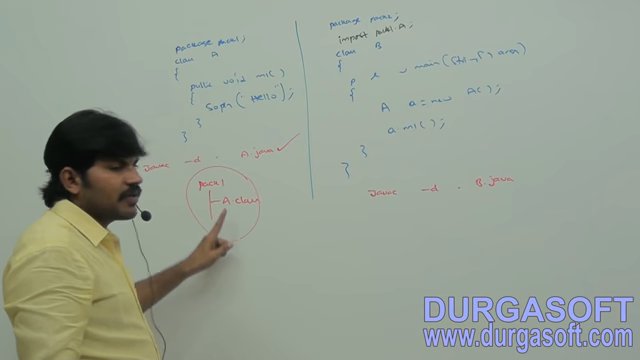 package pack1;
class A
{
public void m1()
{
Sopln("Hello");
}
}
javac -d . A.java
pack1
A.class
package pack2;
import pack1.A;
class B
{
p s v main(String[] args)
{
A a = new A();
a.m1();
}
}
javac -d . B.java
DURGASOFT
www.durgasoft.com